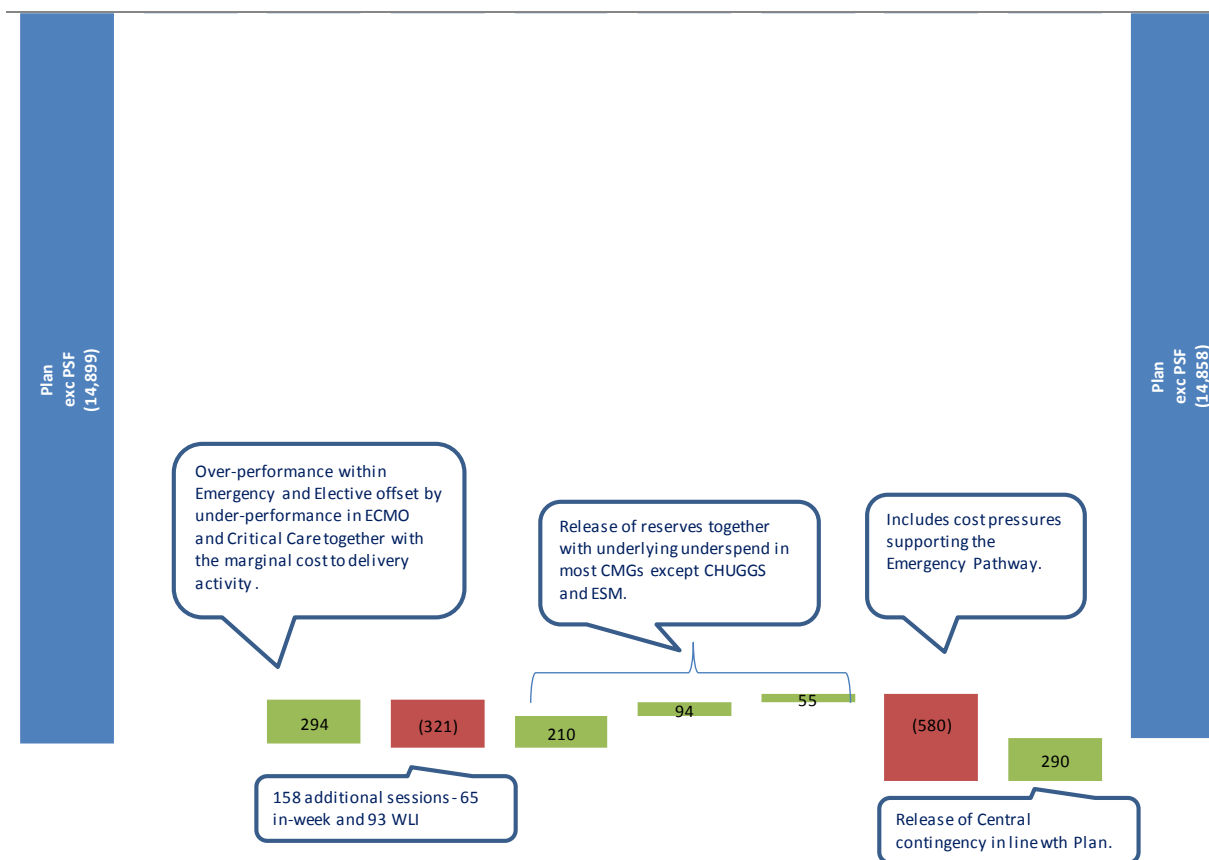 Plan
exc PSF
(14,899)
Over-performance within
Emergency and Elective offset by
under-performance in ECMO
and Critical Care together with
the marginal cost to delivery
activity .
Release of reserves together
with underlying underspend in
most CMGs except CHUGGS
and ESM.
Includes cost pressures
supporting the
Emergency Pathway.
294
(321)
210
94
55
(580)
290
158 additional sessions - 65
in-week and 93 WLI
Release of Central
contingency in line wth Plan.
Plan
exc PSF
(14,858)